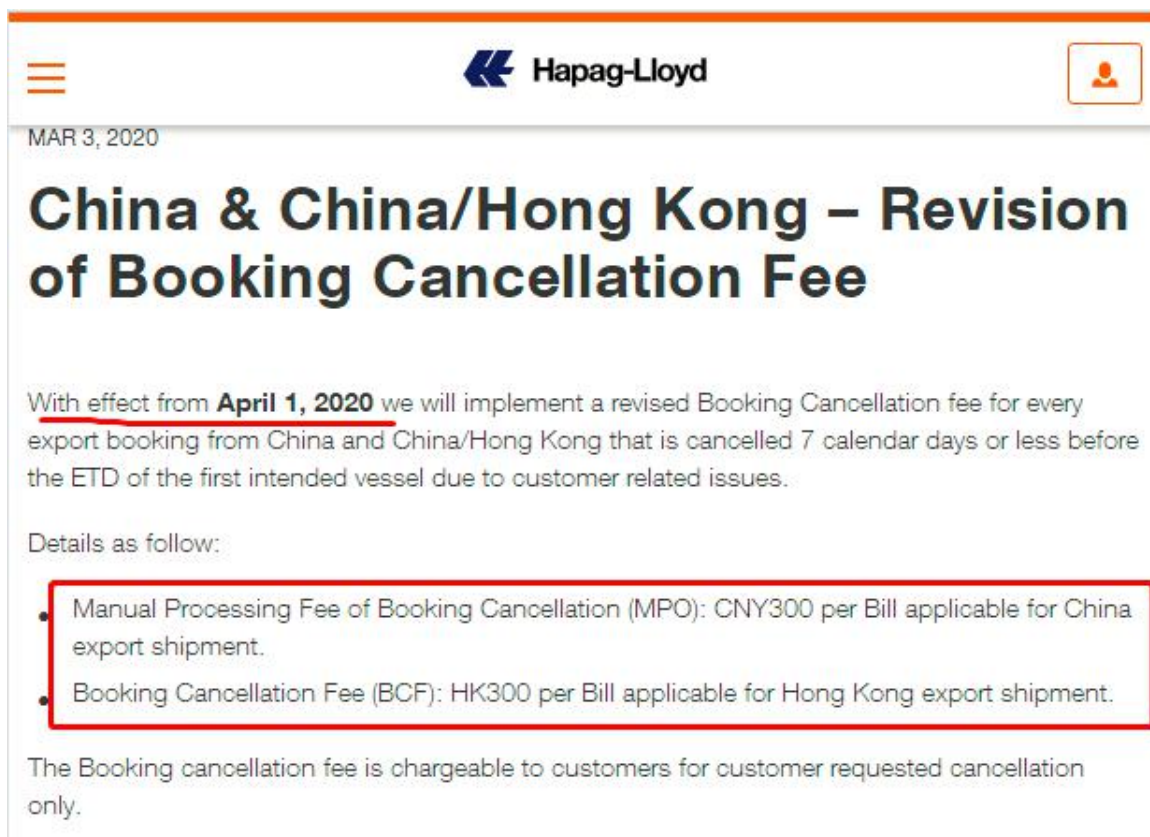 Hapag-Lloyd
MAR 3, 2020
China & China/Hong Kong – Revision
of Booking Cancellation Fee
With effect from April 1, 2020 we will implement a revised Booking Cancellation fee for every
export booking from China and China/Hong Kong that is cancelled 7 calendar days or less before
the ETD of the first intended vessel due to customer related issues.
Details as follow:
• Manual Processing Fee of Booking Cancellation (MPO): CNY300 per Bill applicable for China
export shipment.
• Booking Cancellation Fee (BCF): HK300 per Bill applicable for Hong Kong export shipment.
The Booking cancellation fee is chargeable to customers for customer requested cancellation
only.